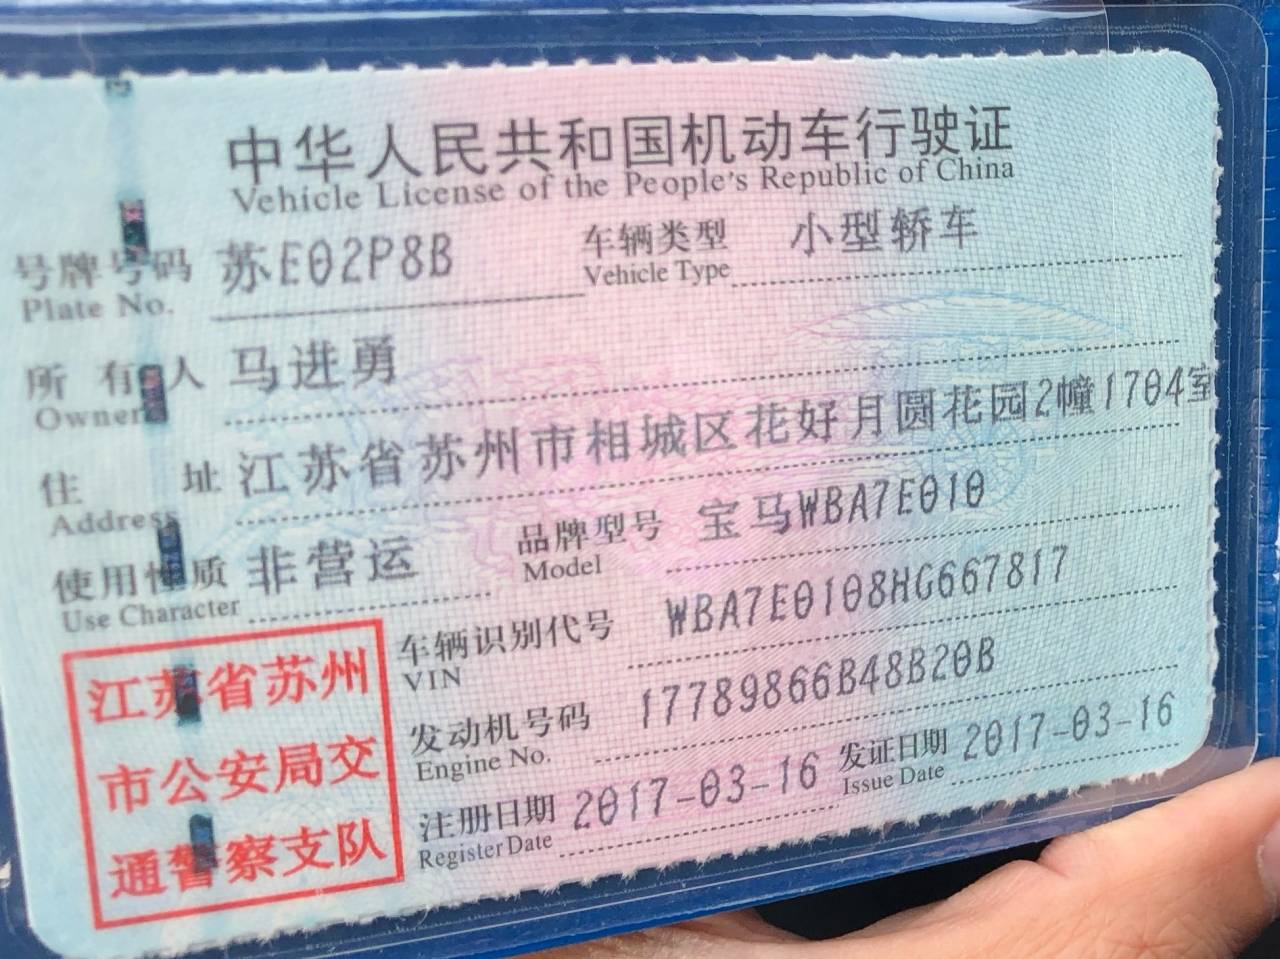 中华人民共和国机动车行驶证
Vehicle License of the People's Republic of China
号牌号码 苏E02P8B 车辆类型 小型轿车
Plate No. Vehicle Type
所有人 马进勇
Owner
住址 江苏省苏州市相城区花好月圆花园2幢1704室
Address
使用性质 非营运 品牌型号 宝马WBA7E010
Use Character Model
车辆识别代号 WBA7E0108HG667817
VIN
发动机号码 17789866B48B20B
Engine No.
注册日期 2017-03-16 发证日期 2017-03-16
Register Date Issue Date
江苏省苏州
市公安局交
通警察支队